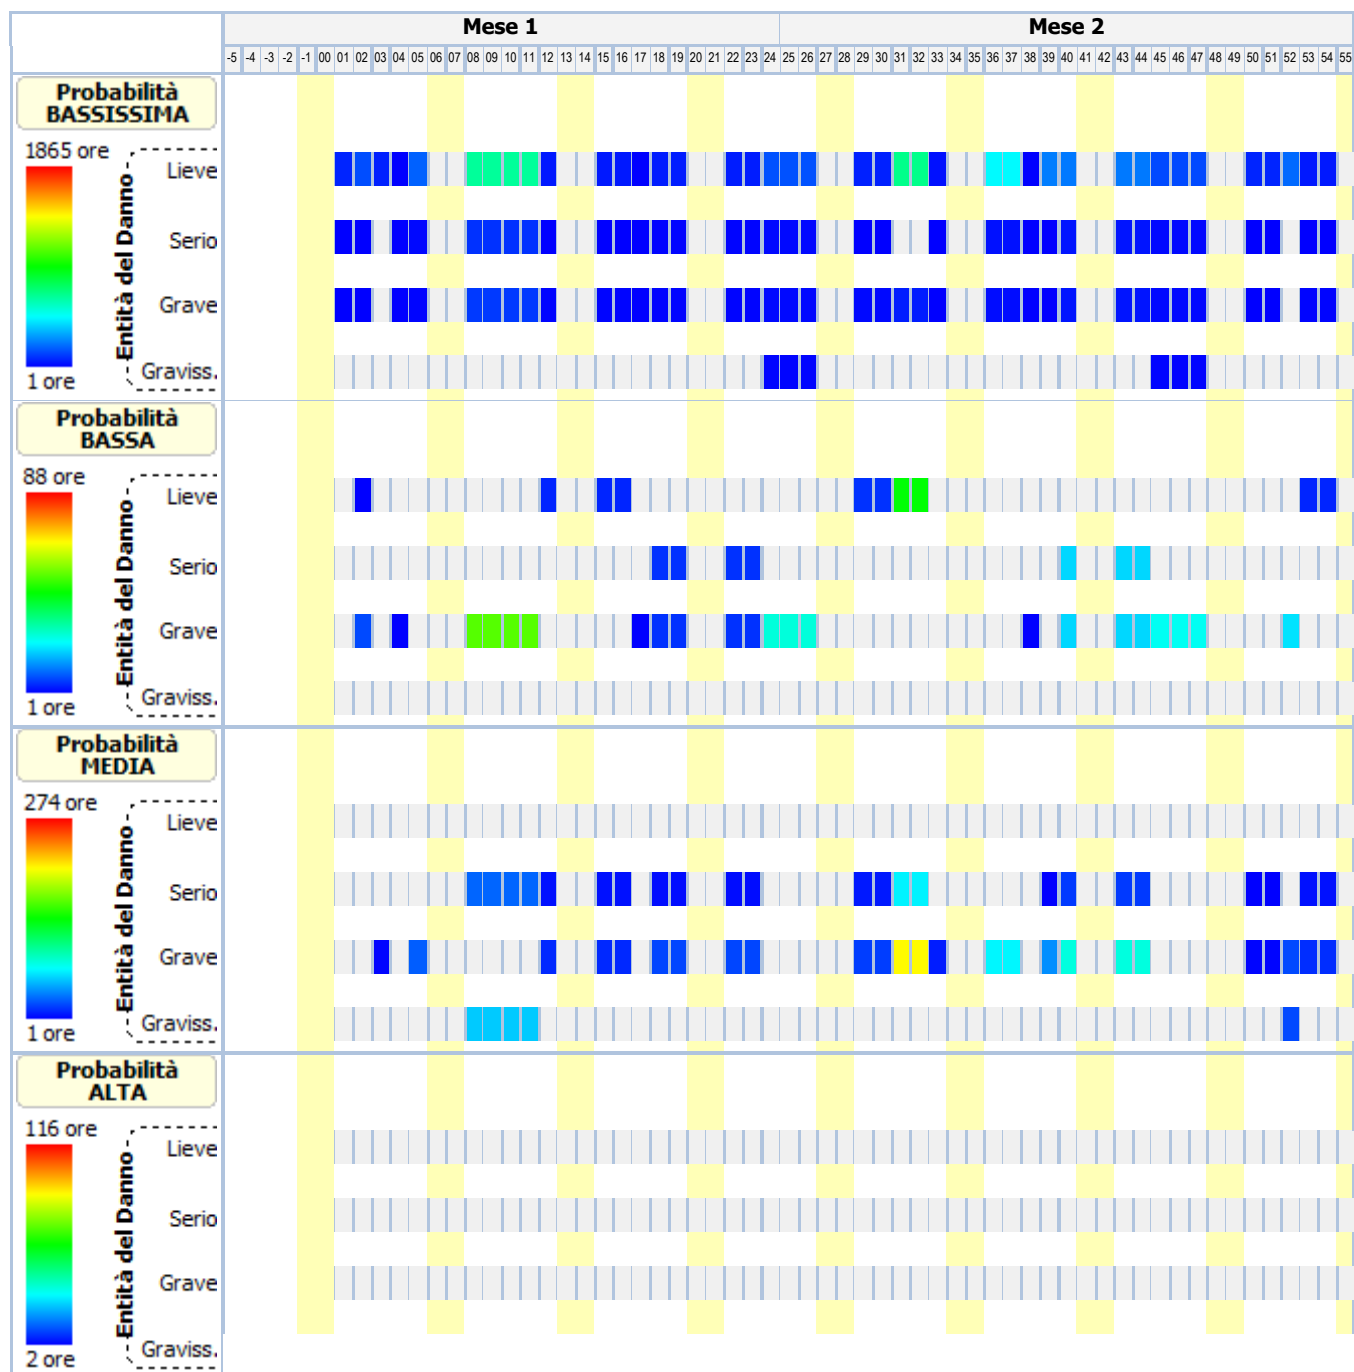 Mese 1 Mese 2
-5 -4 -3 -2 -1 00 01 02 03 04 05 06 07 08 09 10 11 12 13 14 15 16 17 18 19 20 21 22 23 24 25 26 27 28 29 30 31 32 33 34 35 36 37 38 39 40 41 42 43 44 45 46 47 48 49 50 51 52 53 54 55
Probabilità
BASSISSIMA
1865 ore
Entità del Danno
Lieve
Serio
Grave
Graviss.
1 ore
Probabilità
BASSA
88 ore
Entità del Danno
Lieve
Serio
Grave
Graviss.
1 ore
Probabilità
MEDIA
274 ore
Entità del Danno
Lieve
Serio
Grave
Graviss.
1 ore
Probabilità
ALTA
116 ore
Entità del Danno
Lieve
Serio
Grave
Graviss.
2 ore